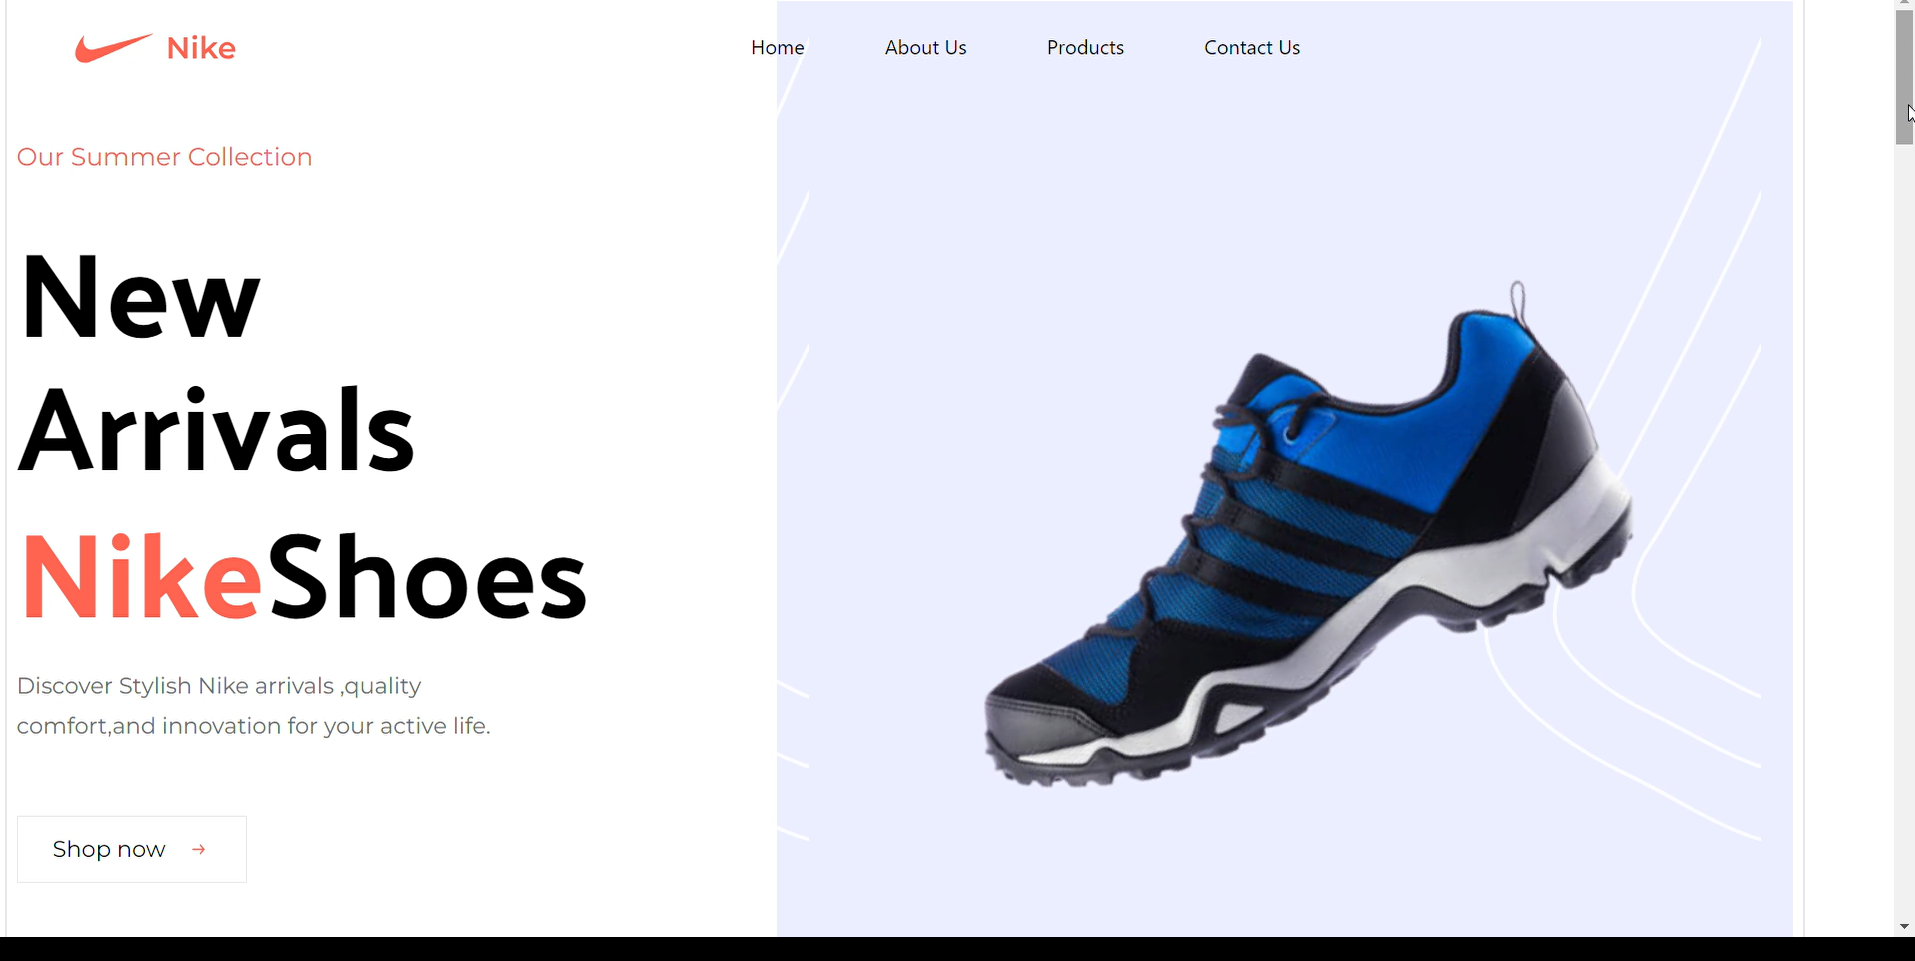 Nike
Home About Us Products Contact Us
Our Summer Collection
New
Arrivals
NikeShoes
Discover Stylish Nike arrivals ,quality
comfort,and innovation for your active life.
Shop now →